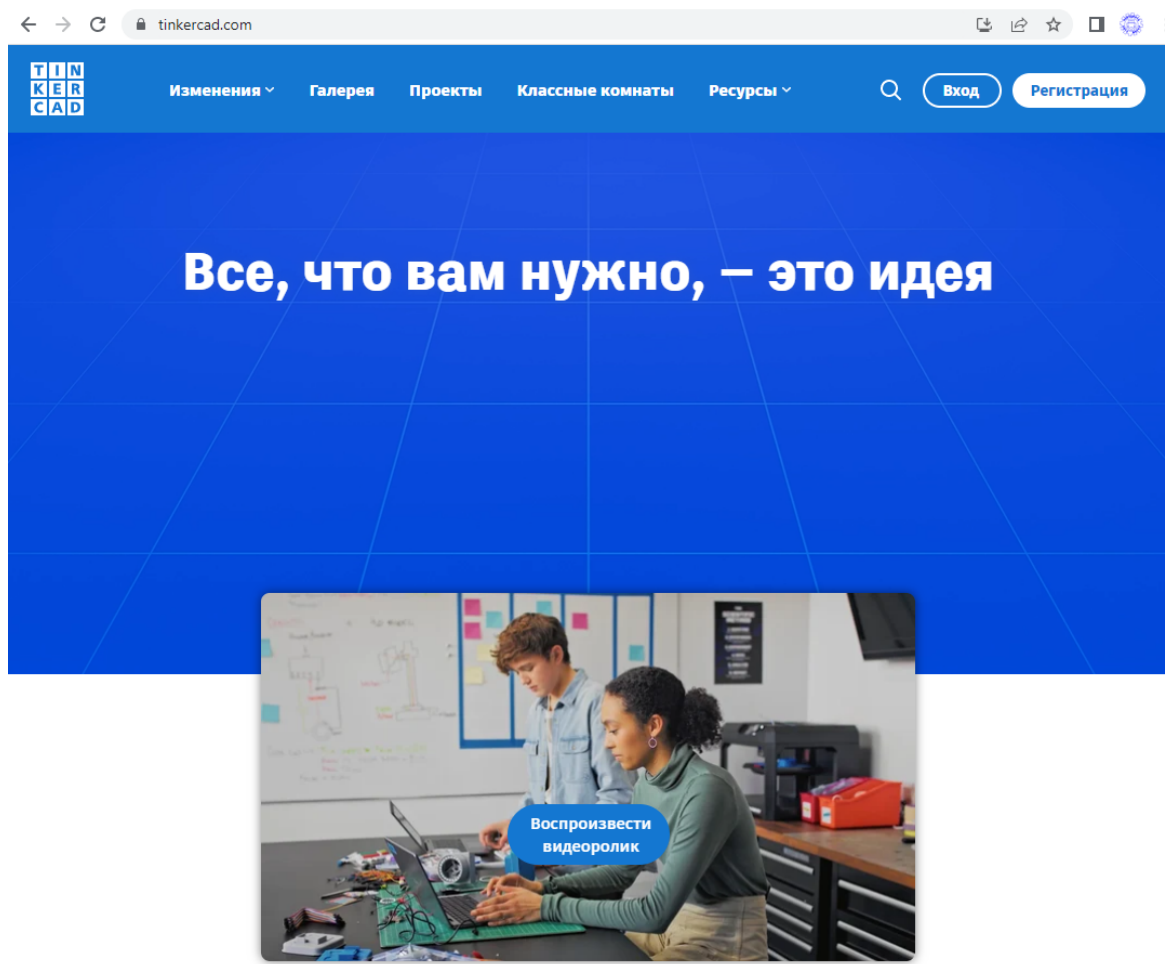 tinkercad.com
TIN
KER
CAD
Изменения
Галерея
Проекты
Классные комнаты
Ресурсы
Вход
Регистрация
Все, что вам нужно, – это идея
Воспроизвести
видеоролик